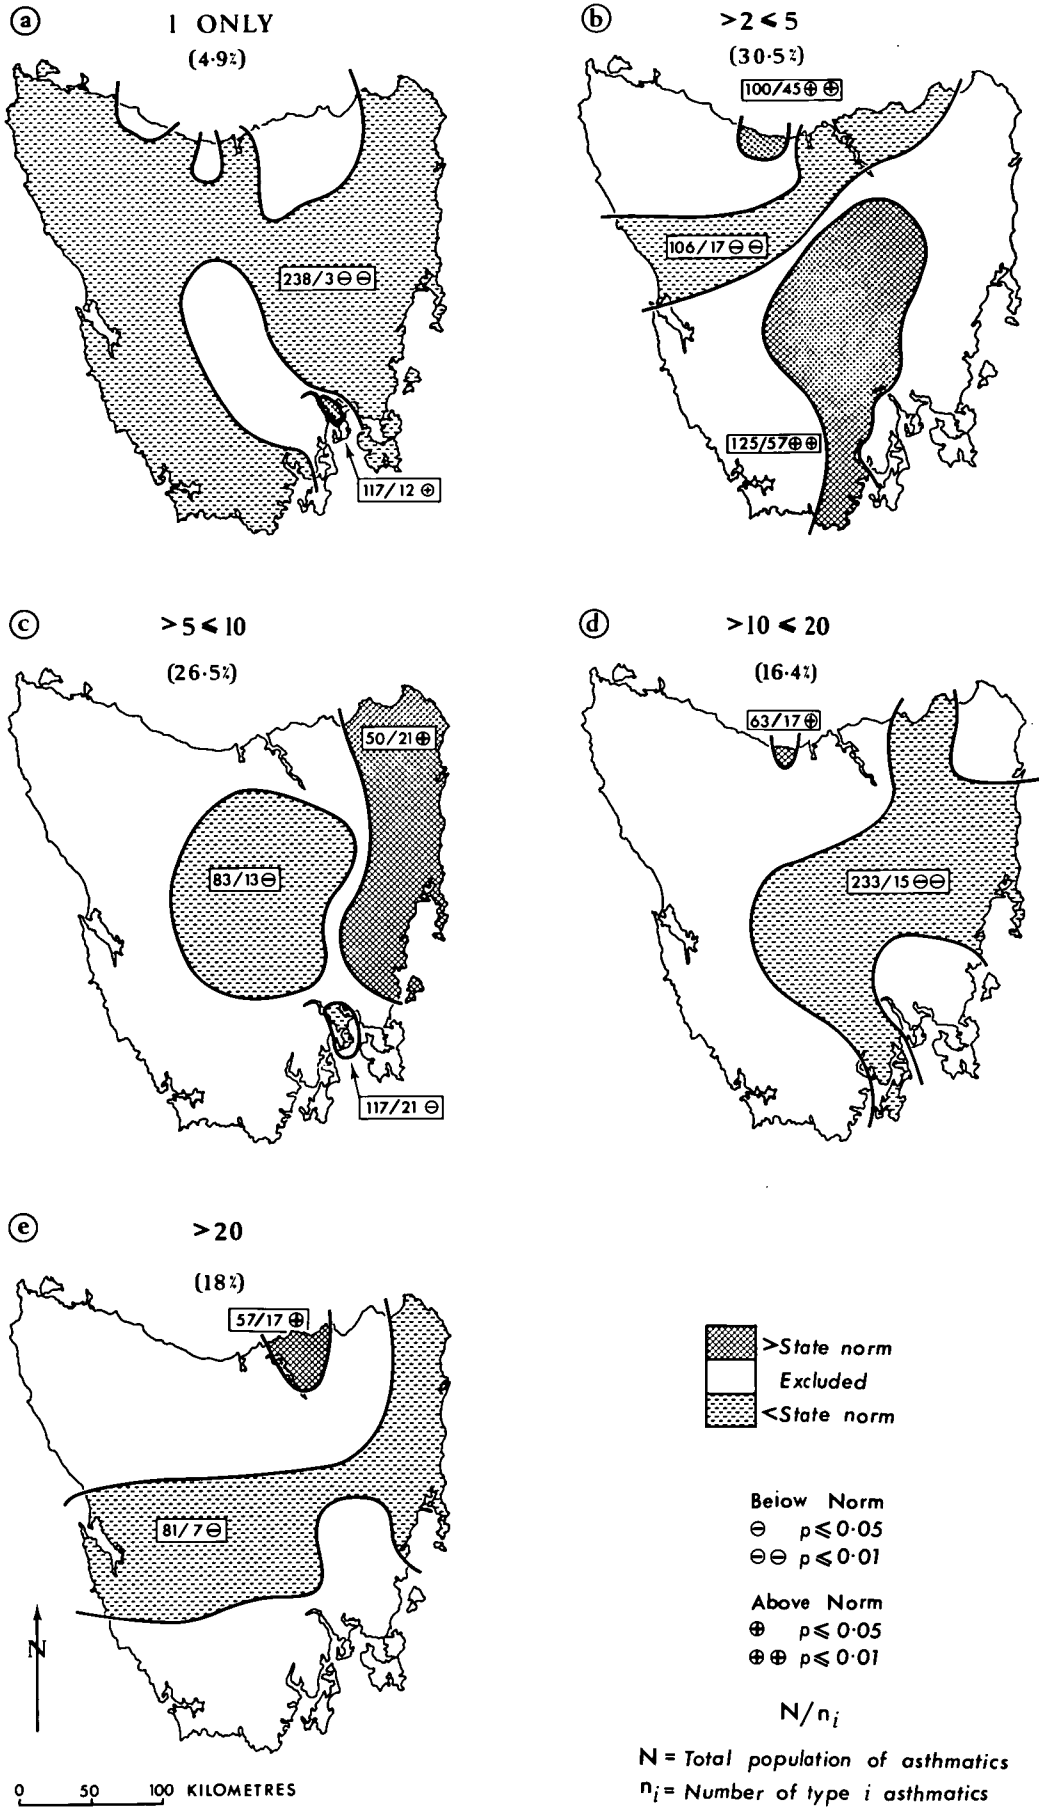 a
1 ONLY
(4·9%)
238/3 ⊖ ⊖
117/12 ⊕
b
>2 ⩽ 5
(30·5%)
100/45 ⊕ ⊕
106/17 ⊖ ⊖
125/57 ⊕⊕
c
>5 ⩽ 10
(26·5%)
50/21 ⊕
83/13 ⊖
117/21 ⊖
d
>10 ⩽ 20
(16·4%)
63/17 ⊕
233/15 ⊖⊖
e
>20
(18%)
57/17 ⊕
81/7 ⊖
N
0 50 100 KILOMETRES
>State norm
Excluded
<State norm
Below Norm
⊖ p⩽0·05
⊖⊖ p⩽0·01
Above Norm
⊕ p⩽0·05
⊕⊕ p⩽0·01
N/ni
N = Total population of asthmatics
ni = Number of type i asthmatics